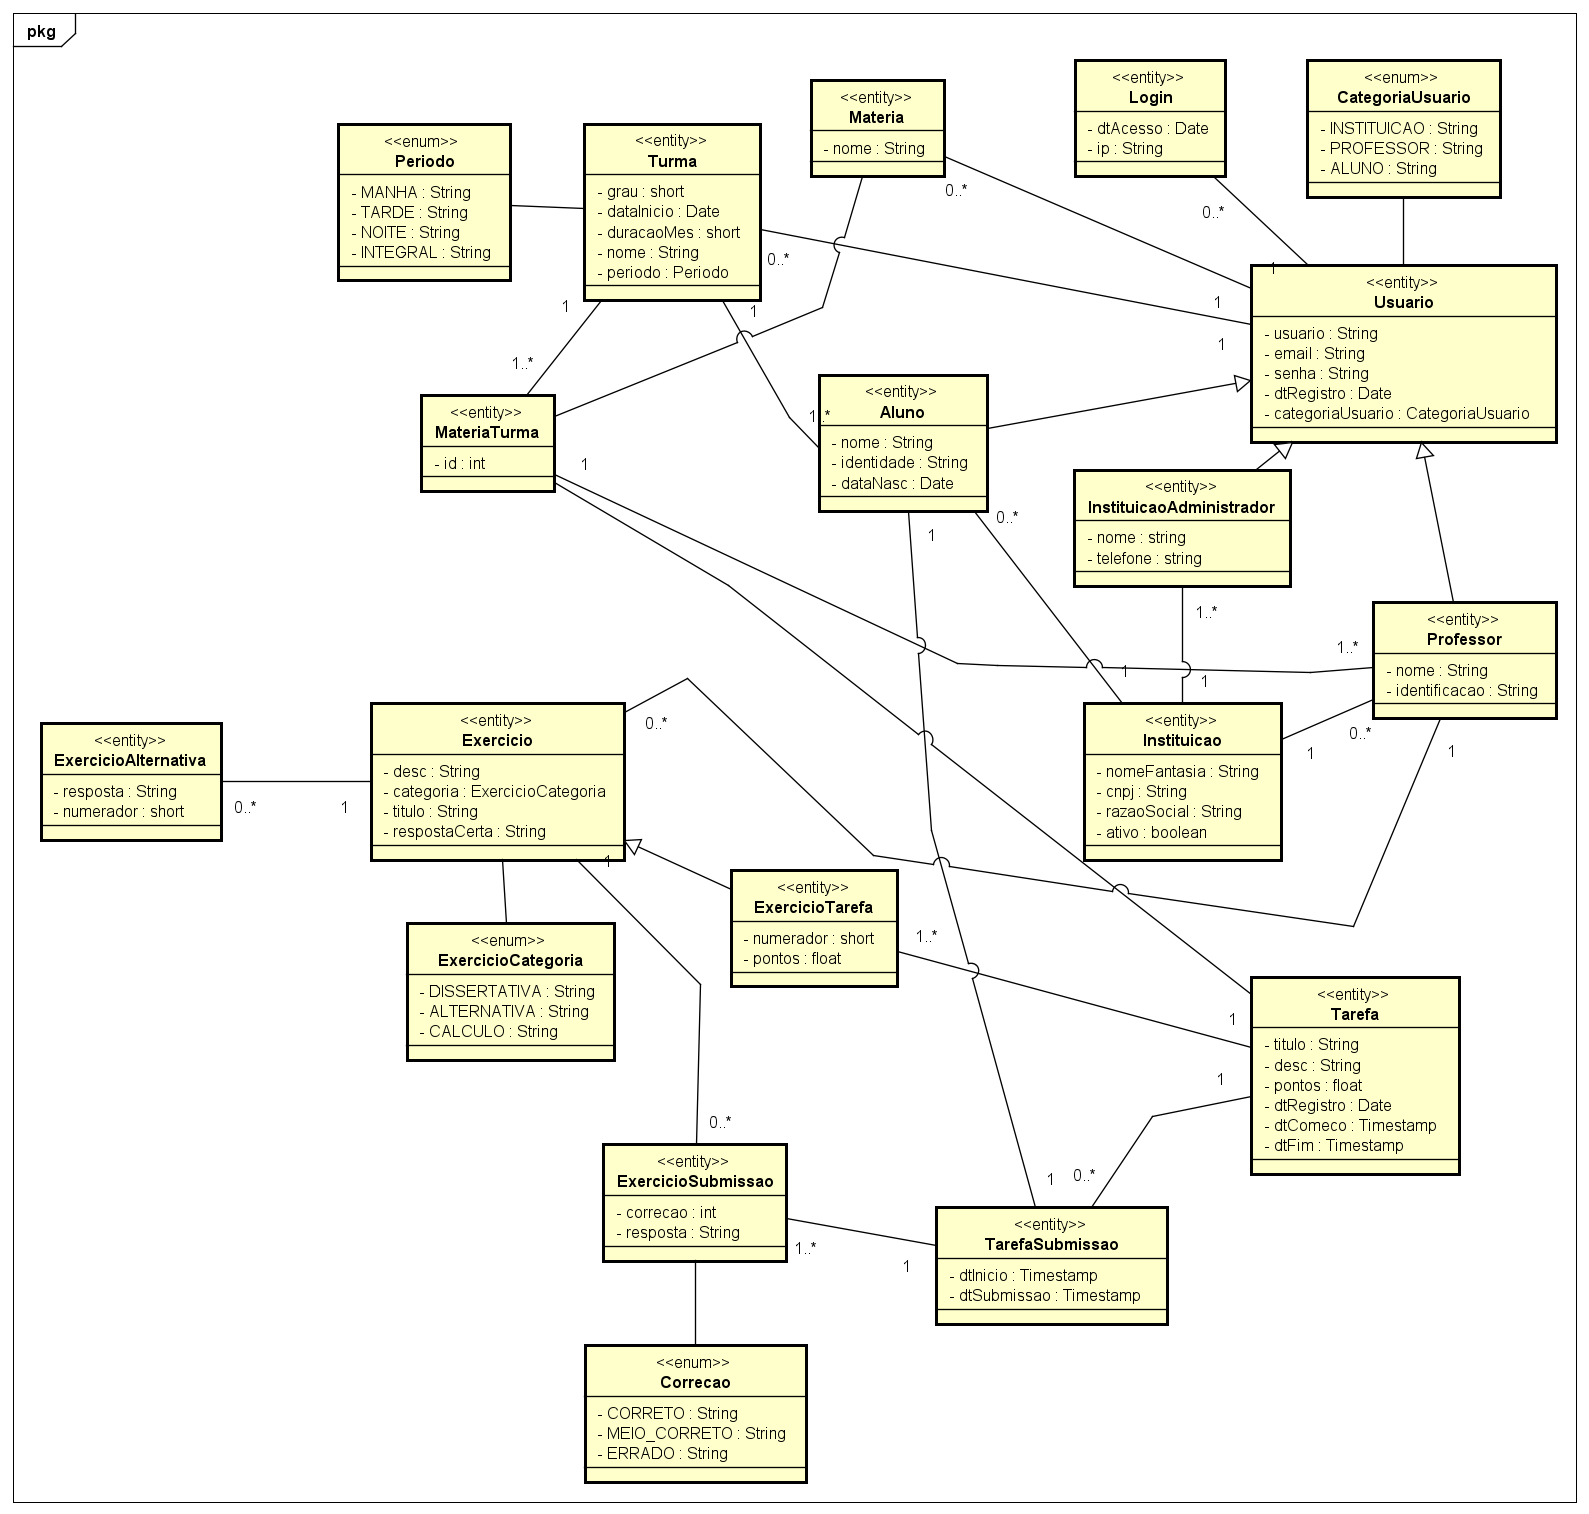 pkg
<<enum>>
Periodo
- MANHA : String
- TARDE : String
- NOITE : String
- INTEGRAL : String
<<entity>>
Turma
- grau : short
- dataInicio : Date
- duracaoMes : short
- nome : String
- periodo : Periodo
<<entity>>
Materia
- nome : String
<<entity>>
Login
- dtAcesso : Date
- ip : String
<<enum>>
CategoriaUsuario
- INSTITUICAO : String
- PROFESSOR : String
- ALUNO : String
0..*
0..*
0..*
1
1
1
<<entity>>
Usuario
- usuario : String
- email : String
- senha : String
- dtRegistro : Date
- categoriaUsuario : CategoriaUsuario
1
1
1..*
1..*
<<entity>>
MateriaTurma
- id : int
1
<<entity>>
Aluno
- nome : String
- identidade : String
- dataNasc : Date
1
0..*
<<entity>>
InstituicaoAdministrador
- nome : string
- telefone : string
1..*
1
1
1..*
<<entity>>
Professor
- nome : String
- identificacao : String
0..*
1
1
<<entity>>
Instituicao
- nomeFantasia : String
- cnpj : String
- razaoSocial : String
- ativo : boolean
<<entity>>
ExercicioAlternativa
- resposta : String
- numerador : short
0..*
1
<<entity>>
Exercicio
- desc : String
- categoria : ExercicioCategoria
- titulo : String
- respostaCerta : String
0..*
1
<<enum>>
ExercicioCategoria
- DISSERTATIVA : String
- ALTERNATIVA : String
- CALCULO : String
<<entity>>
ExercicioTarefa
- numerador : short
- pontos : float
1..*
1
<<entity>>
Tarefa
- titulo : String
- desc : String
- pontos : float
- dtRegistro : Date
- dtComeco : Timestamp
- dtFim : Timestamp
1
0..*
1
0..*
<<entity>>
ExercicioSubmissao
- correcao : int
- resposta : String
1..*
1
<<entity>>
TarefaSubmissao
- dtInicio : Timestamp
- dtSubmissao : Timestamp
<<enum>>
Correcao
- CORRETO : String
- MEIO_CORRETO : String
- ERRADO : String